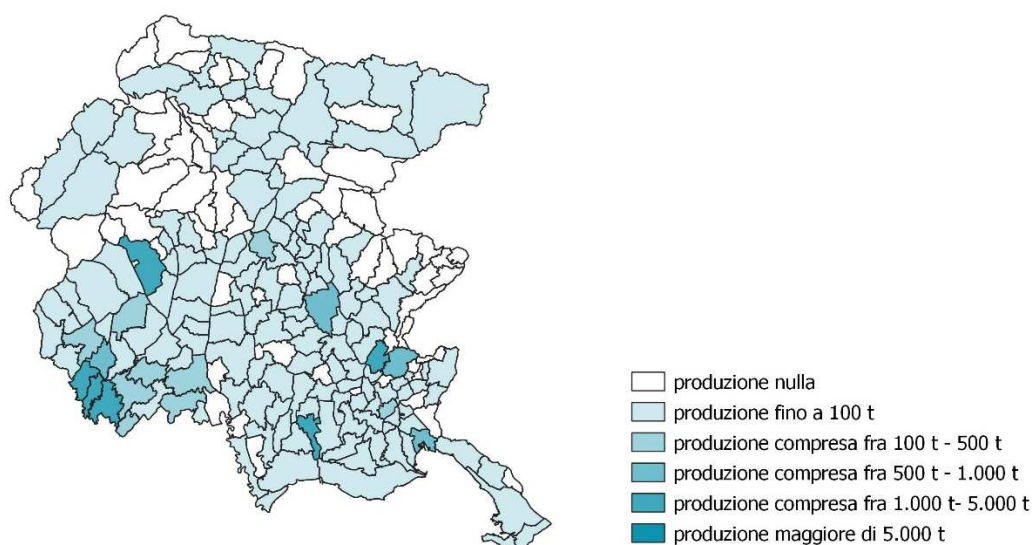 produzione nulla
produzione fino a 100 t
produzione compresa fra 100 t - 500 t
produzione compresa fra 500 t - 1.000 t
produzione compresa fra 1.000 t- 5.000 t
produzione maggiore di 5.000 t